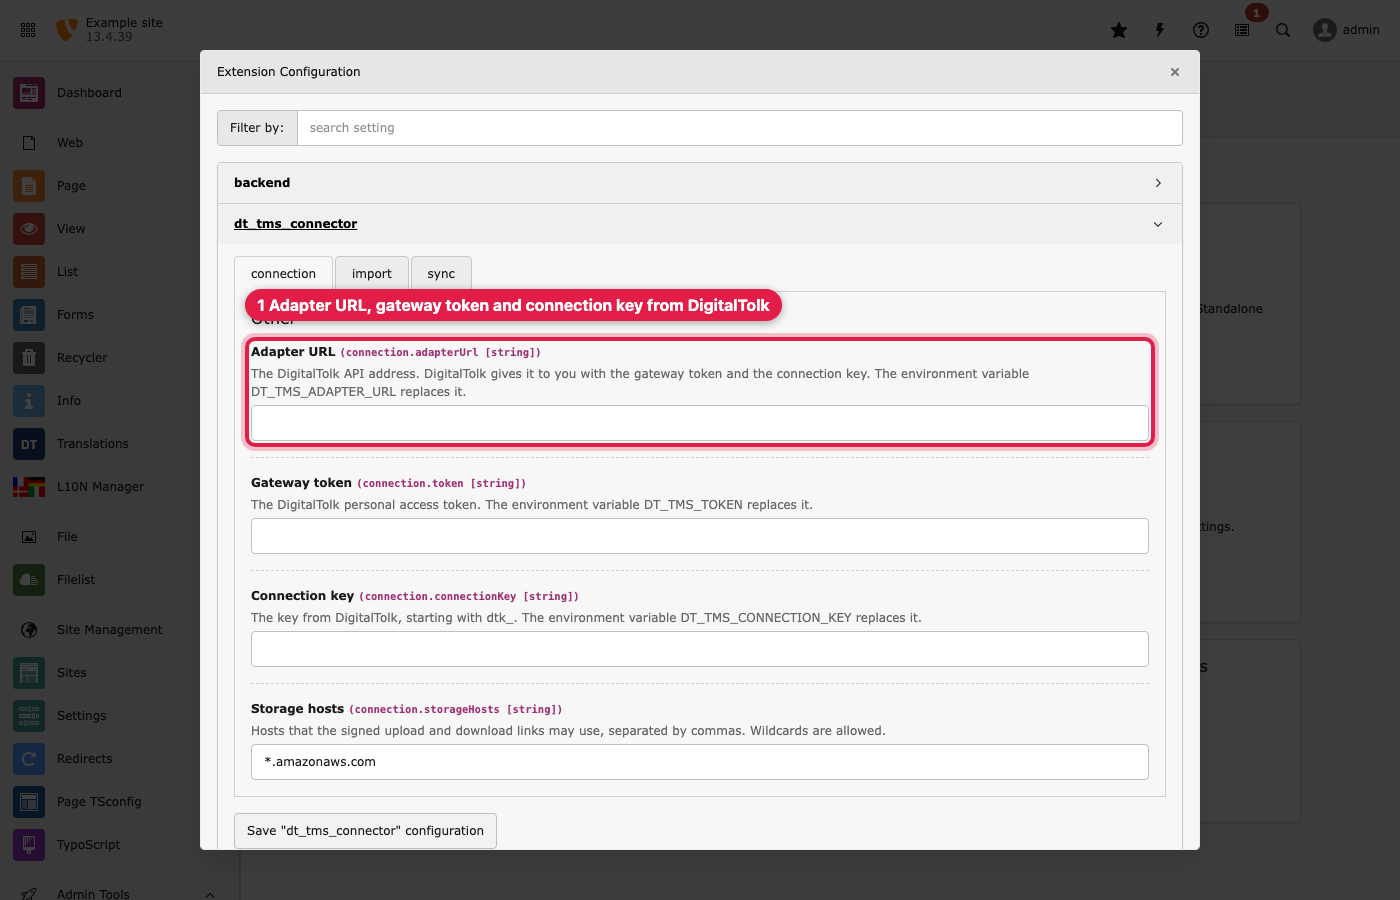 Example site
13.4.39
1
admin
Dashboard
Web
Page
View
List
Forms
Recycler
Info
DT
Translations
L10N Manager
File
Filelist
Site Management
Sites
Settings
Redirects
Page TSconfig
TypoScript
Admin Tools
Extension Configuration
×
Filter by:
search setting
backend
dt_tms_connector
connection
import
sync
1 Adapter URL, gateway token and connection key from DigitalTolk
Other
Adapter URL (connection.adapterUrl [string])
The DigitalTolk API address. DigitalTolk gives it to you with the gateway token and the connection key. The environment variable
DT_TMS_ADAPTER_URL replaces it.
Gateway token (connection.token [string])
The DigitalTolk personal access token. The environment variable DT_TMS_TOKEN replaces it.
Connection key (connection.connectionKey [string])
The key from DigitalTolk, starting with dtk_. The environment variable DT_TMS_CONNECTION_KEY replaces it.
Storage hosts (connection.storageHosts [string])
Hosts that the signed upload and download links may use, separated by commas. Wildcards are allowed.
*.amazonaws.com
Save "dt_tms_connector" configuration
Standalone